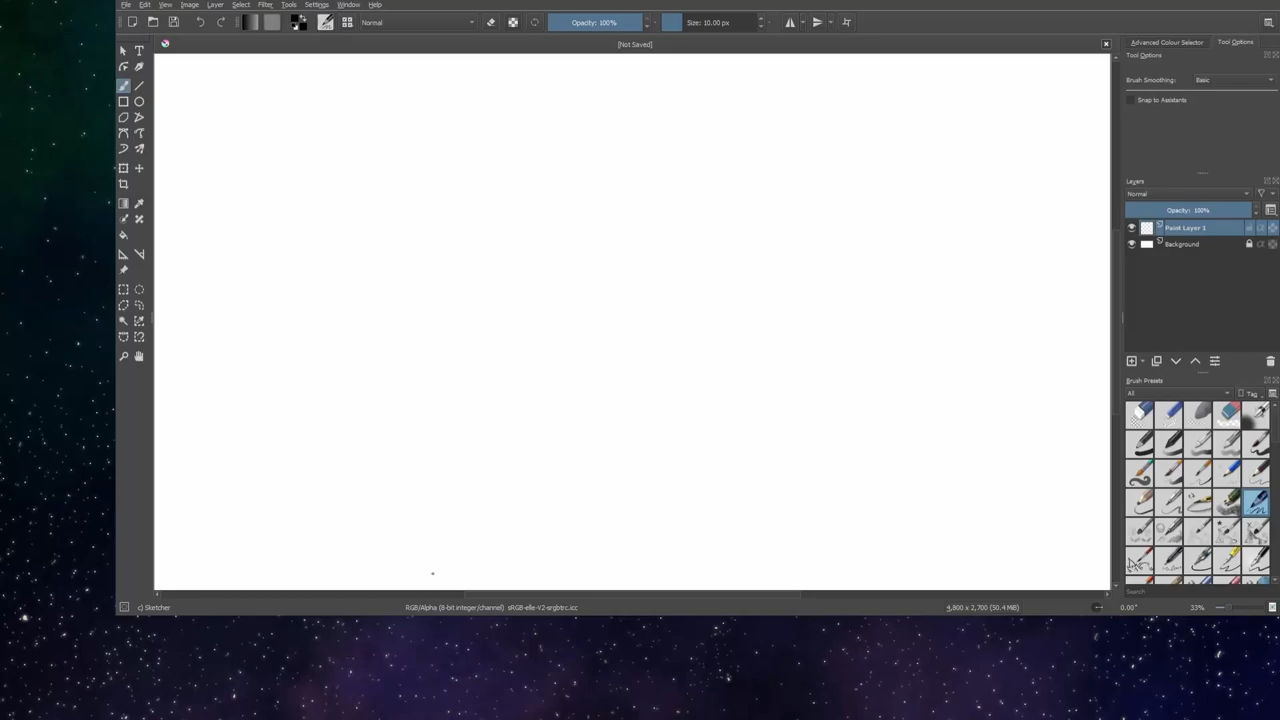 File Edit View Image Layer Select Filter Tools Settings Window Help
Normal Opacity: 100% Size: 10.00 px
[Not Saved]
Advanced Colour Selector Tool Options
Tool Options
Brush Smoothing: Basic
Snap to Assistants
Layers
Normal
Opacity: 100%
Paint Layer 1
Background
Brush Presets
All Tag
Search
c) Sketcher RGB/Alpha (8-bit integer/channel) sRGB-elle-V2-srgbtrc.icc 4,800 x 2,700 (50.4 MiB) 0.00° 33%